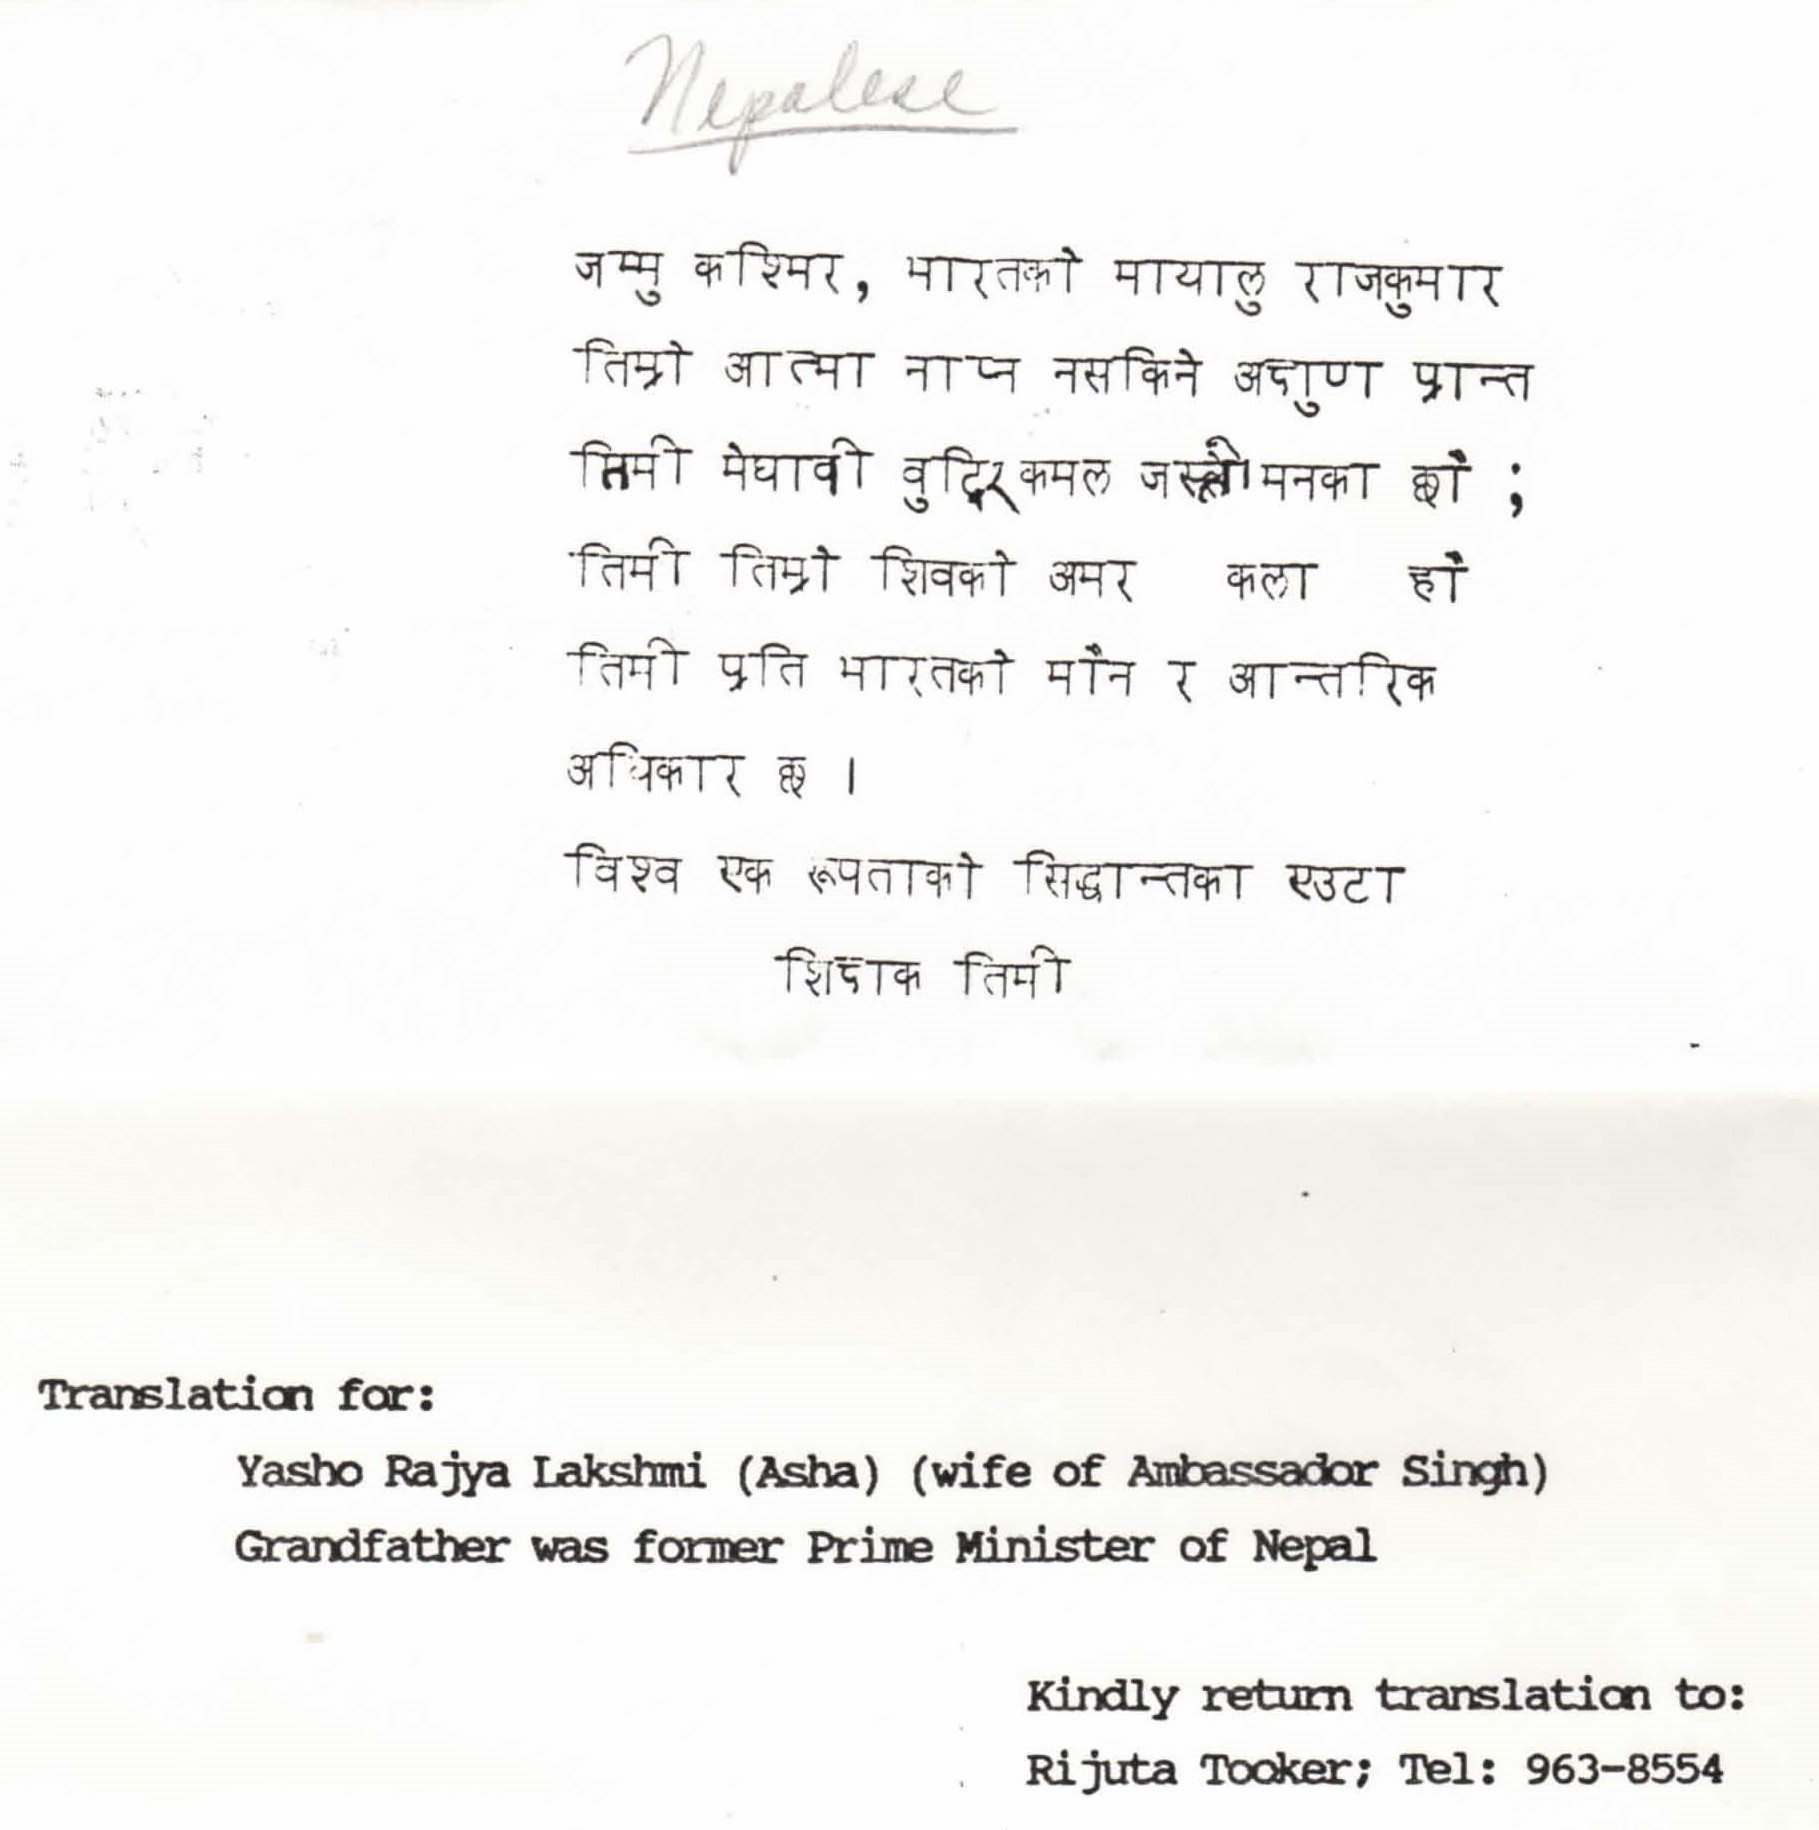 Nepalese
जम्मु कश्मिर, भारतको मायालु राजकुमार
तिम्रो आत्मा नाप्न नसकिने अक्षुण प्रान्त
तिमी मेघावी वुद्धि र कमल जस्तो मनका छौ ;
तिमी तिम्रो शिवको अमर कला हौ
तिमी प्रति भारतको मौन र आन्तरिक
अधिकार छ ।
विश्व एक रूपताको सिद्धान्तका एउटा
शिक्षक तिमी
Translation for:
Yasho Rajya Lakshmi (Asha) (wife of Ambassador Singh)
Grandfather was former Prime Minister of Nepal
Kindly return translation to:
Rijuta Tooker; Tel: 963-8554